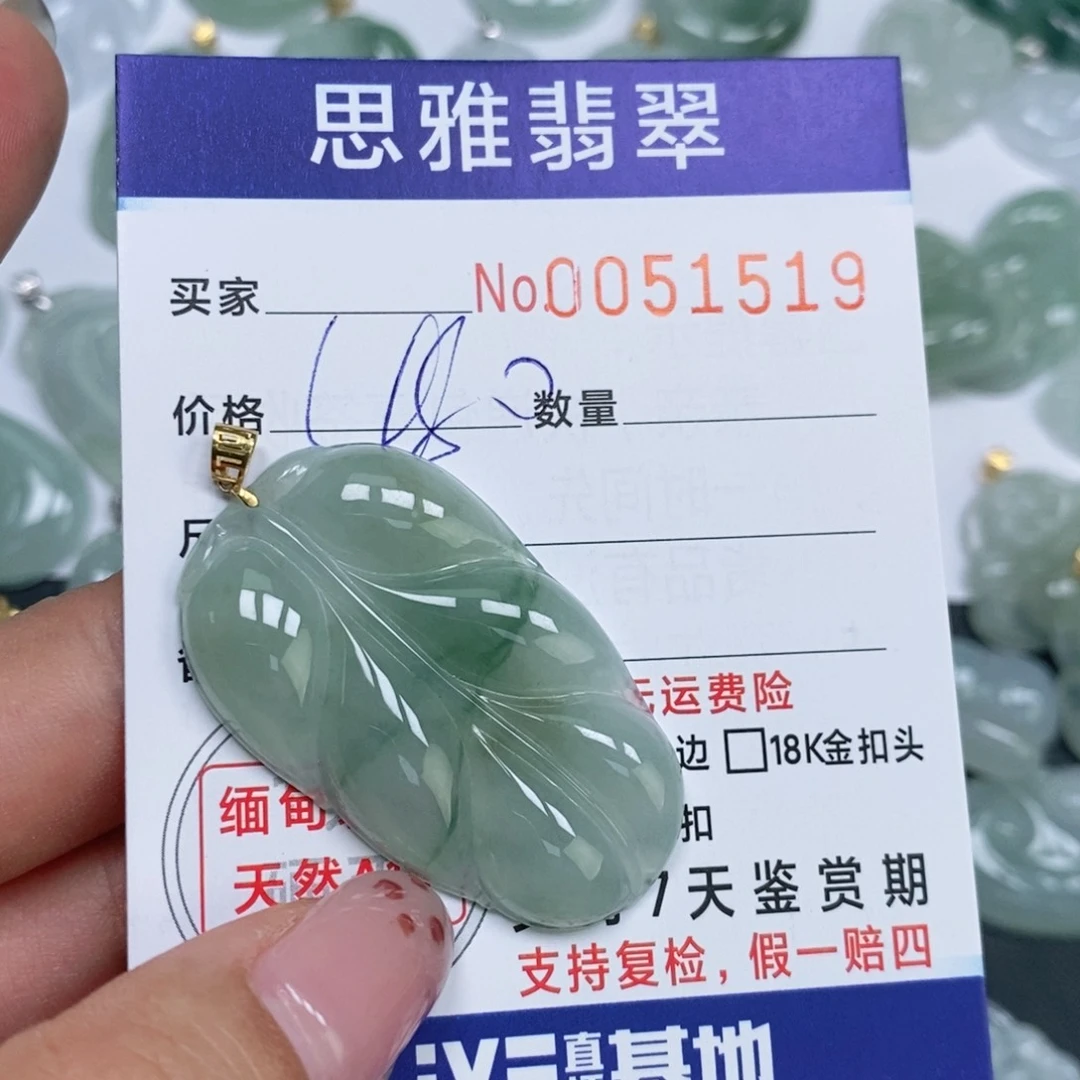 思雅翡翠
买家 No.0051519
价格 数量
运费险
边 □18K金扣头
扣
缅甸
天然A
7天鉴赏期
支持复检，假一赔四
基地